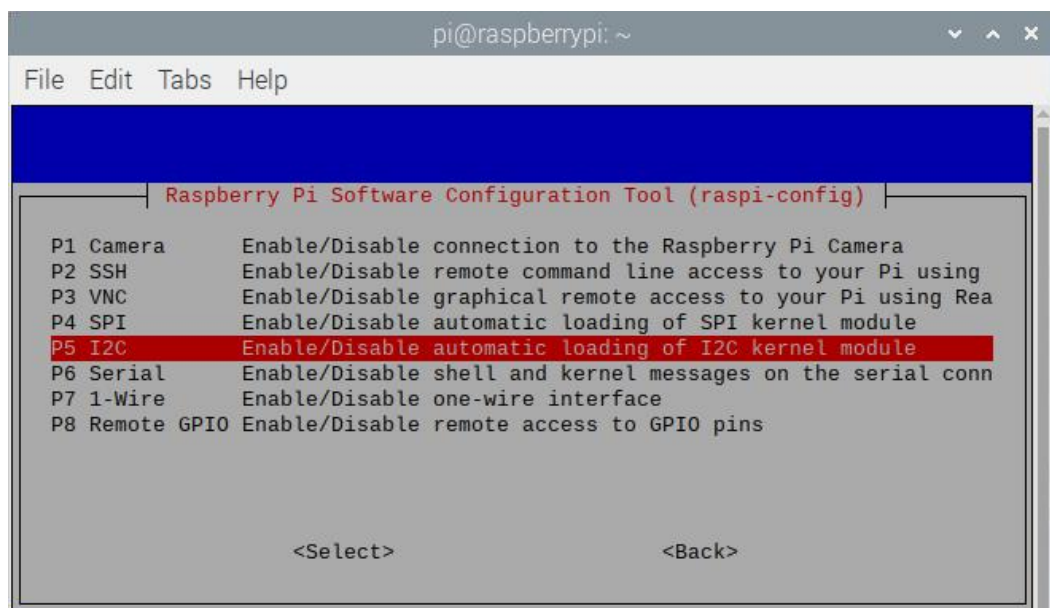 pi@raspberrypi: ~
File Edit Tabs Help
Raspberry Pi Software Configuration Tool (raspi-config)
P1 Camera Enable/Disable connection to the Raspberry Pi Camera
P2 SSH Enable/Disable remote command line access to your Pi using
P3 VNC Enable/Disable graphical remote access to your Pi using Rea
P4 SPI Enable/Disable automatic loading of SPI kernel module
P5 I2C Enable/Disable automatic loading of I2C kernel module
P6 Serial Enable/Disable shell and kernel messages on the serial conn
P7 1-Wire Enable/Disable one-wire interface
P8 Remote GPIO Enable/Disable remote access to GPIO pins
<Select> <Back>